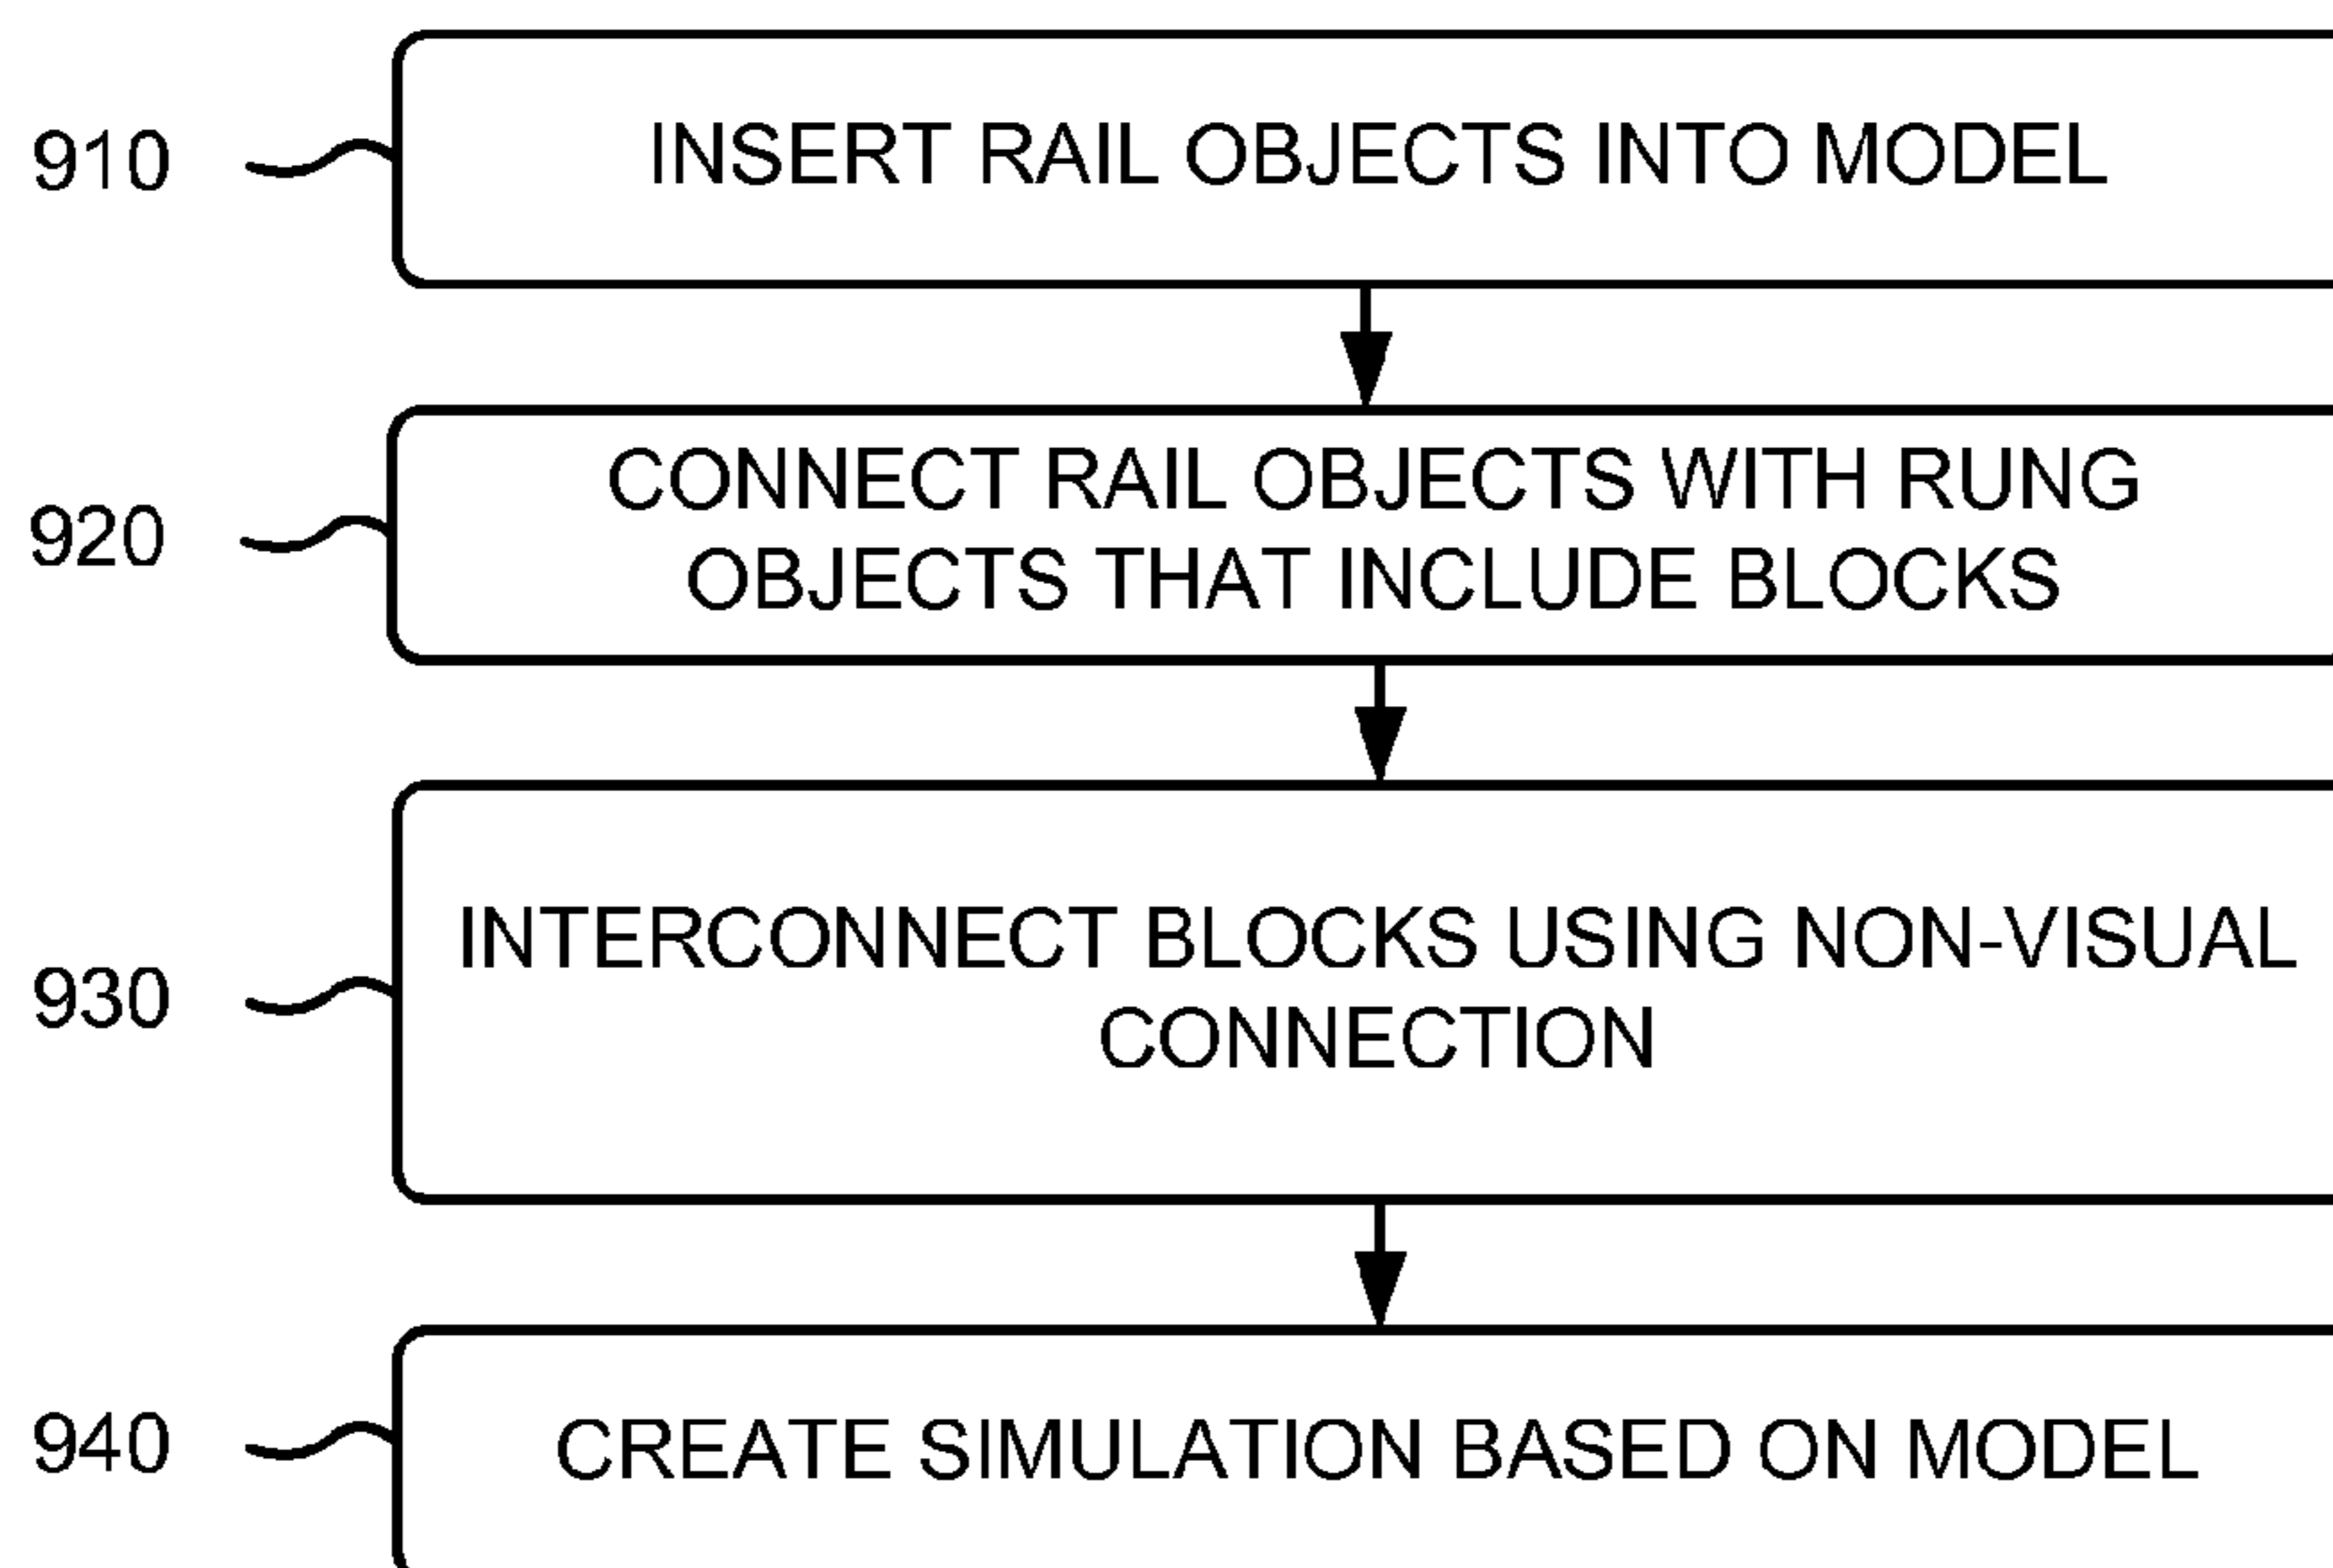 910
INSERT RAIL OBJECTS INTO MODEL
920
CONNECT RAIL OBJECTS WITH RUNG
OBJECTS THAT INCLUDE BLOCKS
930
INTERCONNECT BLOCKS USING NON-VISUAL
CONNECTION
940
CREATE SIMULATION BASED ON MODEL